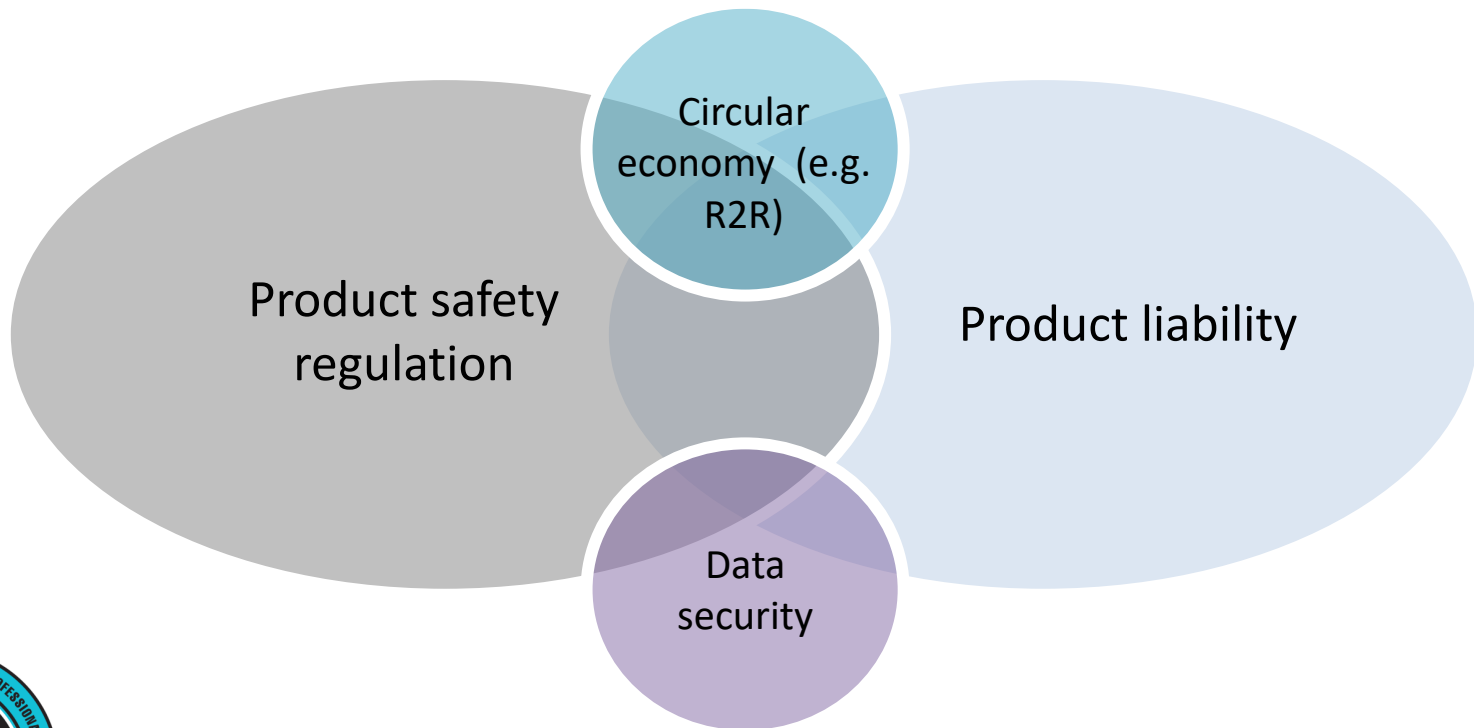 Circular
economy (e.g.
R2R)
Product safety
regulation
Product liability
Data
security